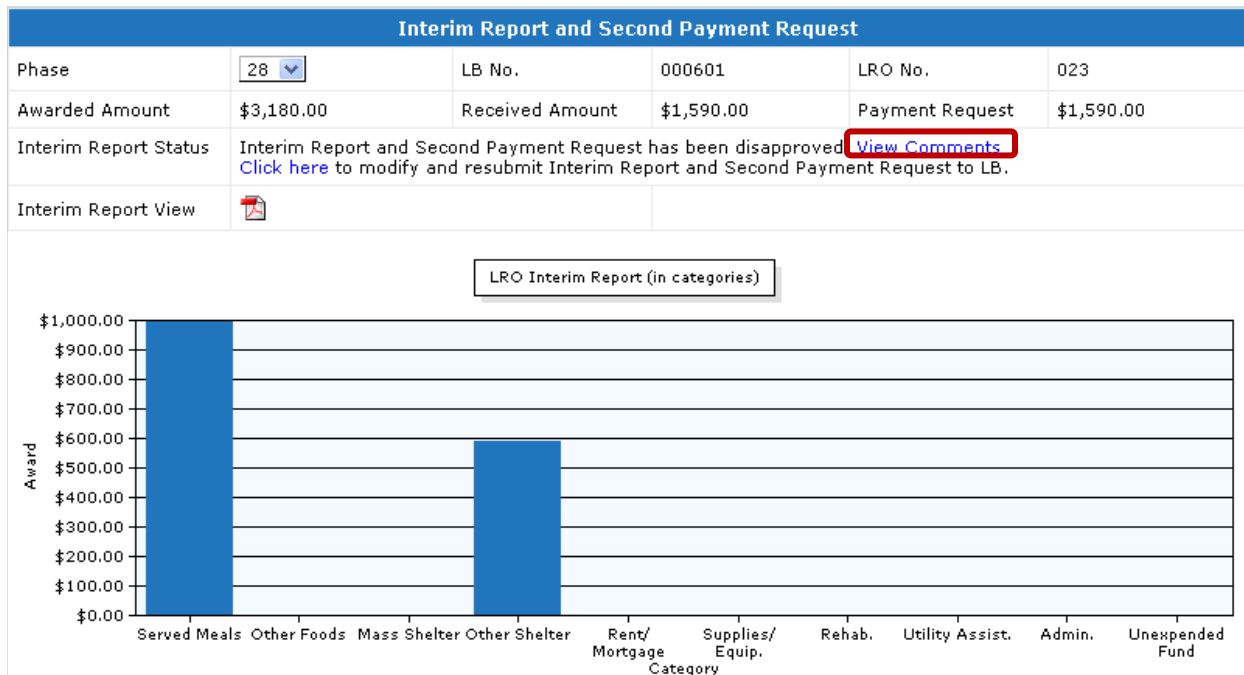 Interim Report and Second Payment Request
Phase 28 LB No. 000601 LRO No. 023
Awarded Amount $3,180.00 Received Amount $1,590.00 Payment Request $1,590.00
Interim Report Status Interim Report and Second Payment Request has been disapproved View Comments
Click here to modify and resubmit Interim Report and Second Payment Request to LB.
Interim Report View
LRO Interim Report (in categories)
$1,000.00
$900.00
$800.00
$700.00
$600.00
$500.00
$400.00
$300.00
$200.00
$100.00
$0.00
Award
Served Meals Other Foods Mass Shelter Other Shelter Rent/ Supplies/ Rehab. Utility Assist. Admin. Unexpended
Mortgage Equip. Fund
Category